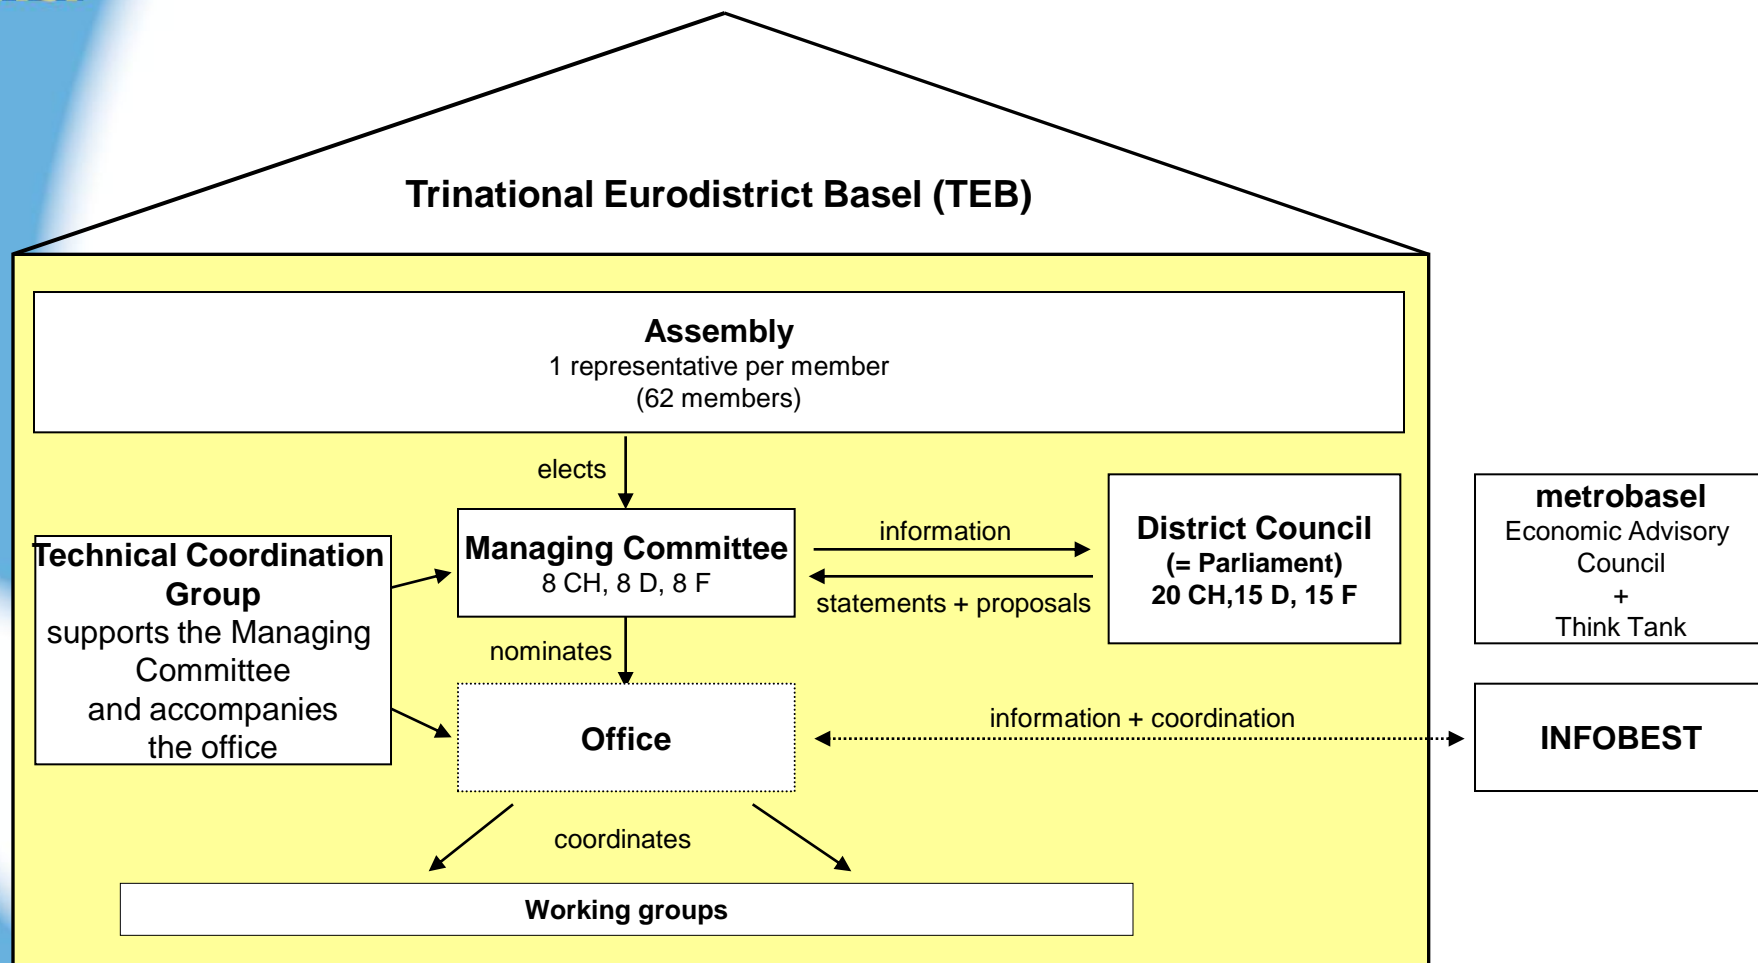 Trinational Eurodistrict Basel (TEB)
Assembly
1 representative per member
(62 members)
elects
Managing Committee
8 CH, 8 D, 8 F
information
statements + proposals
District Council
(= Parliament)
20 CH,15 D, 15 F
metrobasel
Economic Advisory
Council
+
Think Tank
Technical Coordination
Group
supports the Managing
Committee
and accompanies
the office
nominates
Office
information + coordination
INFOBEST
coordinates
Working groups